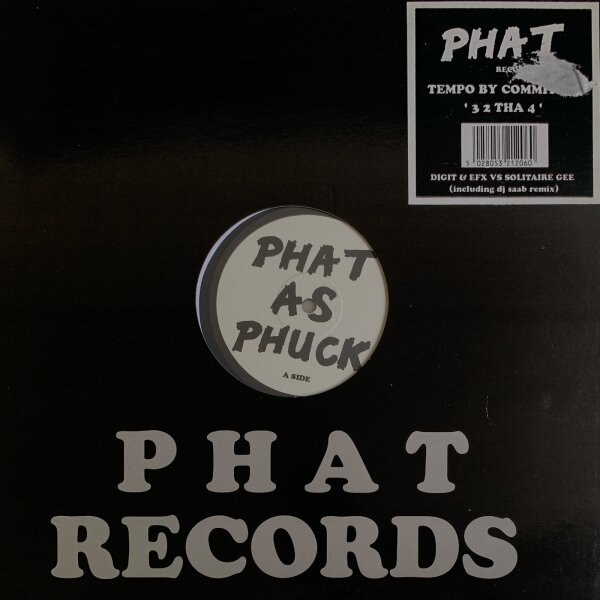 PHAT
TEMPO BY
' 3 2 THA 4 '
5 028053 212060
DIGIT & EFX VS SOLITAIRE GEE
(including dj saab remix)
PHAT
AS
PHUCK
A SIDE
PHAT
RECORDS